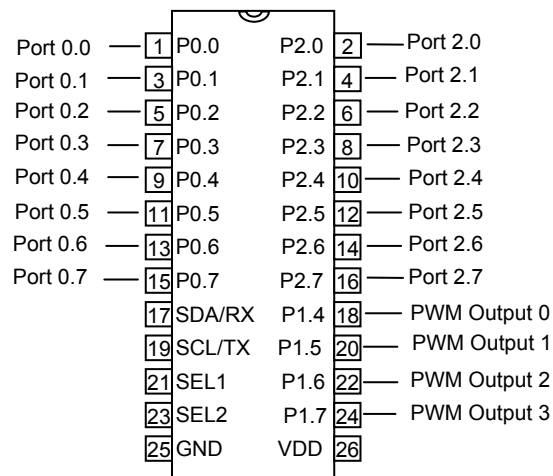 Port 0.0 1 P0.0 P2.0 2 Port 2.0
Port 0.1 3 P0.1 P2.1 4 Port 2.1
Port 0.2 5 P0.2 P2.2 6 Port 2.2
Port 0.3 7 P0.3 P2.3 8 Port 2.3
Port 0.4 9 P0.4 P2.4 10 Port 2.4
Port 0.5 11 P0.5 P2.5 12 Port 2.5
Port 0.6 13 P0.6 P2.6 14 Port 2.6
Port 0.7 15 P0.7 P2.7 16 Port 2.7
17 SDA/RX P1.4 18 PWM Output 0
19 SCL/TX P1.5 20 PWM Output 1
21 SEL1 P1.6 22 PWM Output 2
23 SEL2 P1.7 24 PWM Output 3
25 GND VDD 26